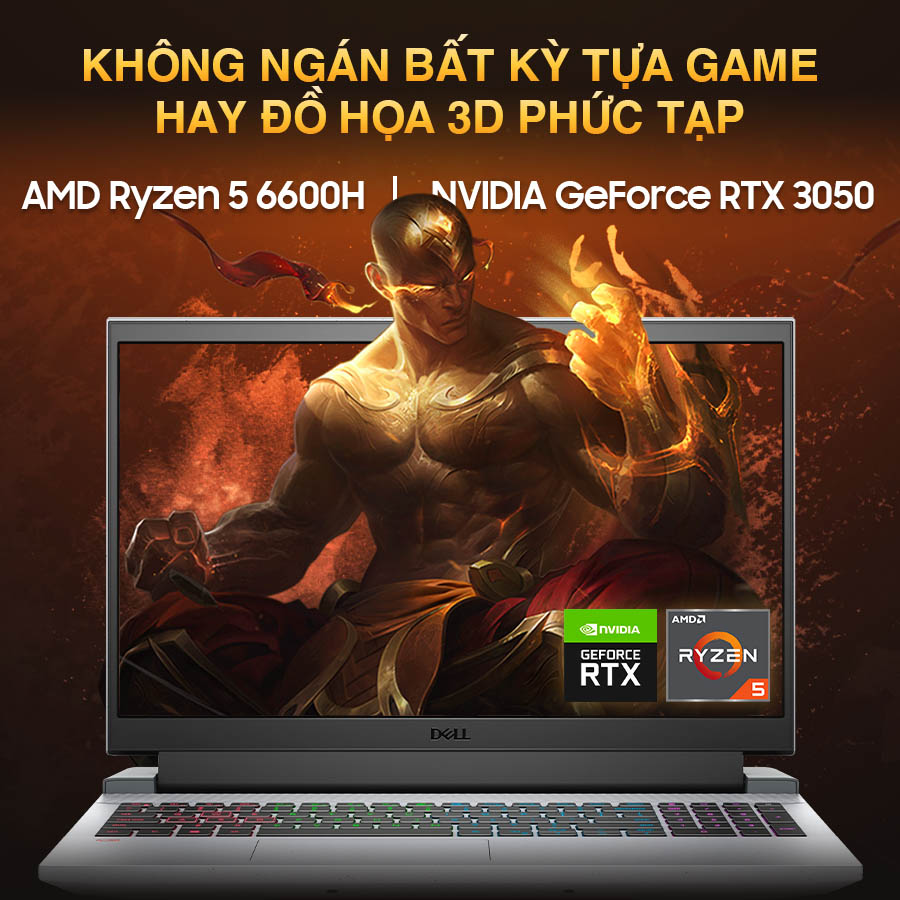 KHÔNG NGÁN BẤT KỲ TỰA GAME
HAY ĐỒ HỌA 3D PHỨC TẠP
AMD Ryzen 5 6600H | NVIDIA GeForce RTX 3050
NVIDIA
GEFORCE
RTX
AMD
RYZEN
5
DELL